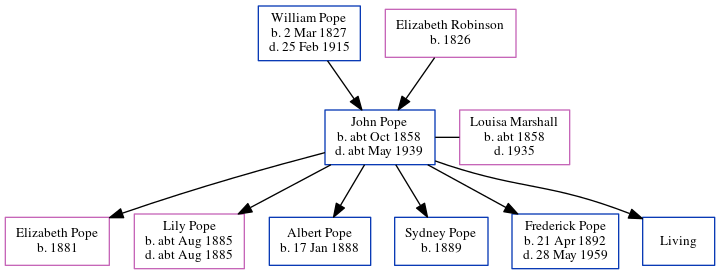 William Pope
b. 2 Mar 1827
d. 25 Feb 1915
Elizabeth Robinson
b. 1826
John Pope
b. abt Oct 1858
d. abt May 1939
Louisa Marshall
b. abt 1858
d. 1935
Elizabeth Pope
b. 1881
Lily Pope
b. abt Aug 1885
d. abt Aug 1885
Albert Pope
b. 17 Jan 1888
Sydney Pope
b. 1889
Frederick Pope
b. 21 Apr 1892
d. 28 May 1959
Living